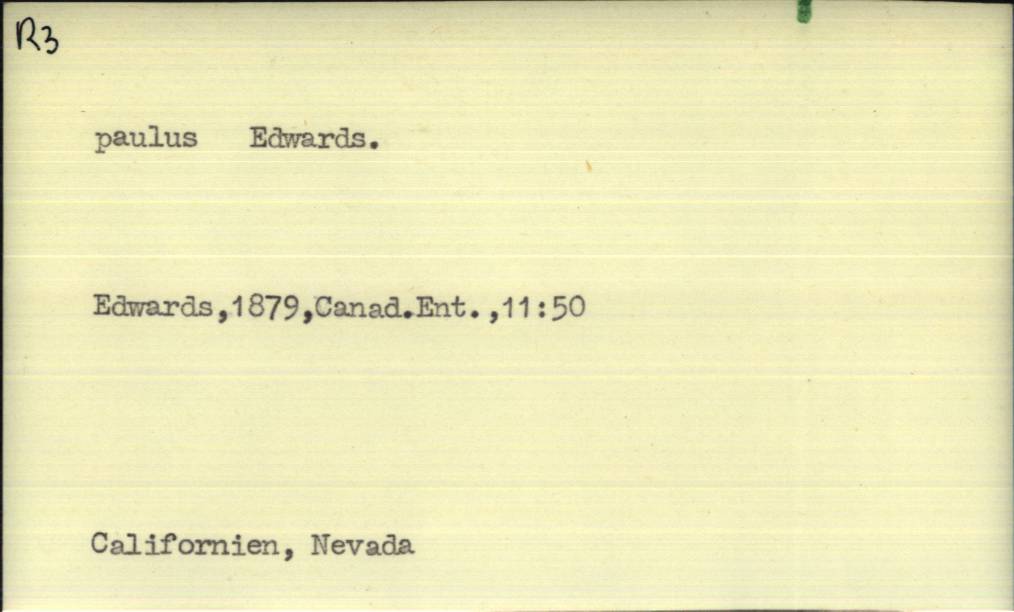 R3
paulus Edwards.
Edwards,1879,Canad.Ent.,11:50
Californien, Nevada